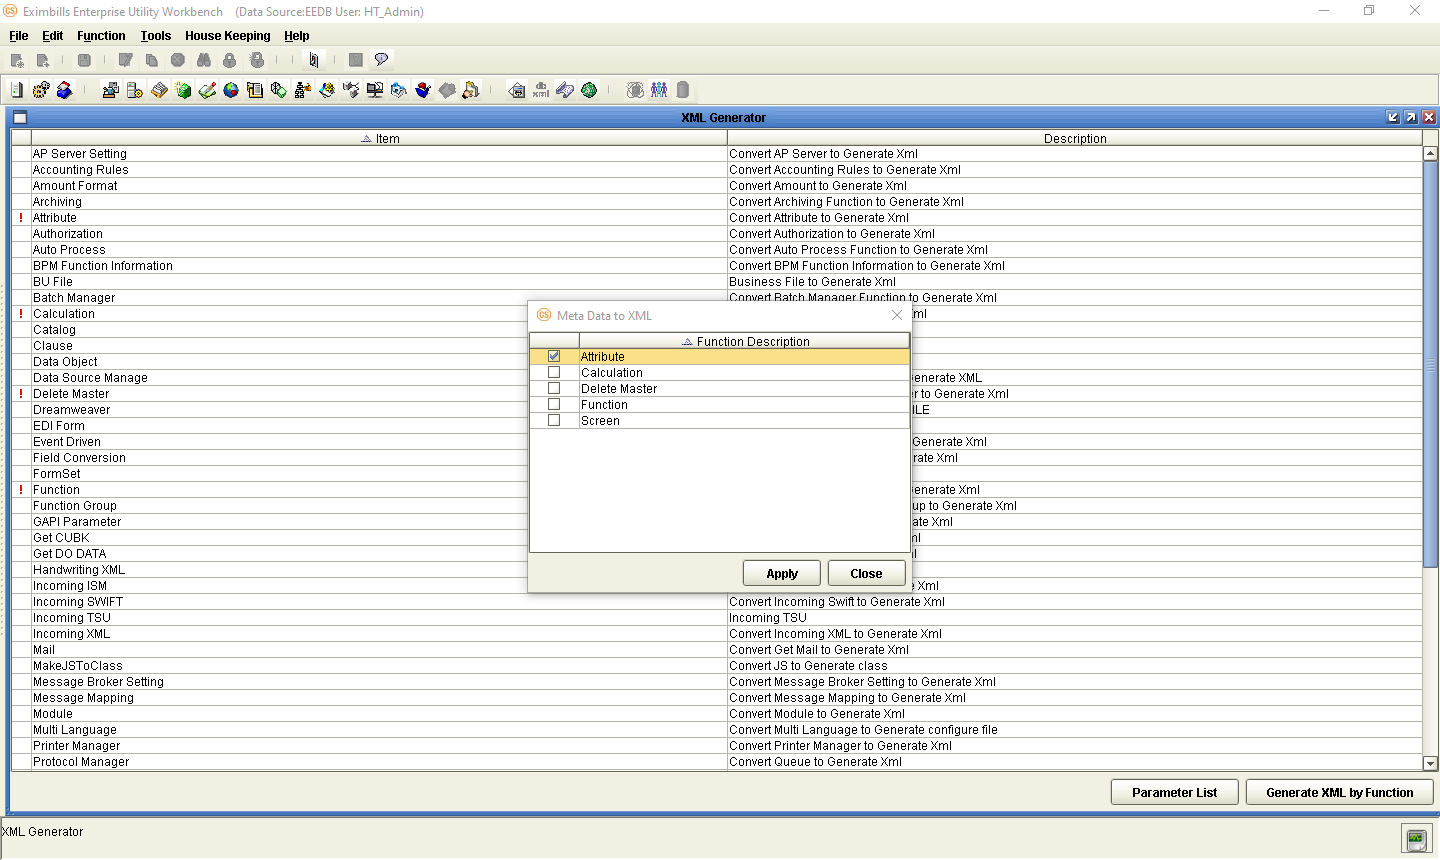 Eximbills Enterprise Utility Workbench (Data Source:EEDB User: HT_Admin)
File Edit Function Tools House Keeping Help
XML Generator
Item Description
AP Server Setting Convert AP Server to Generate Xml
Accounting Rules Convert Accounting Rules to Generate Xml
Amount Format Convert Amount to Generate Xml
Archiving Convert Archiving Function to Generate Xml
! Attribute Convert Attribute to Generate Xml
Authorization Convert Authorization to Generate Xml
Auto Process Convert Auto Process Function to Generate Xml
BPM Function Information Convert BPM Function Information to Generate Xml
BU File Business File to Generate Xml
Batch Manager Convert Batch Manager Function to Generate Xml
! Calculation ml
Catalog
Clause
Data Object
Data Source Manage enerate XML
! Delete Master r to Generate Xml
Dreamweaver ILE
EDI Form
Event Driven Generate Xml
Field Conversion rate Xml
FormSet
! Function enerate Xml
Function Group up to Generate Xml
GAPI Parameter ate Xml
Get CUBK ml
Get DO DATA
Handwriting XML
Incoming ISM e Xml
Incoming SWIFT Convert Incoming Swift to Generate Xml
Incoming TSU Incoming TSU
Incoming XML Convert Incoming XML to Generate Xml
Mail Convert Get Mail to Generate Xml
MakeJSToClass Convert JS to Generate class
Message Broker Setting Convert Message Broker Setting to Generate Xml
Message Mapping Convert Message Mapping to Generate Xml
Module Convert Module to Generate Xml
Multi Language Convert Multi Language to Generate configure file
Printer Manager Convert Printer Manager to Generate Xml
Protocol Manager Convert Queue to Generate Xml
CS Meta Data to XML
Function Description
Attribute
Calculation
Delete Master
Function
Screen
Apply Close
Parameter List Generate XML by Function
XML Generator